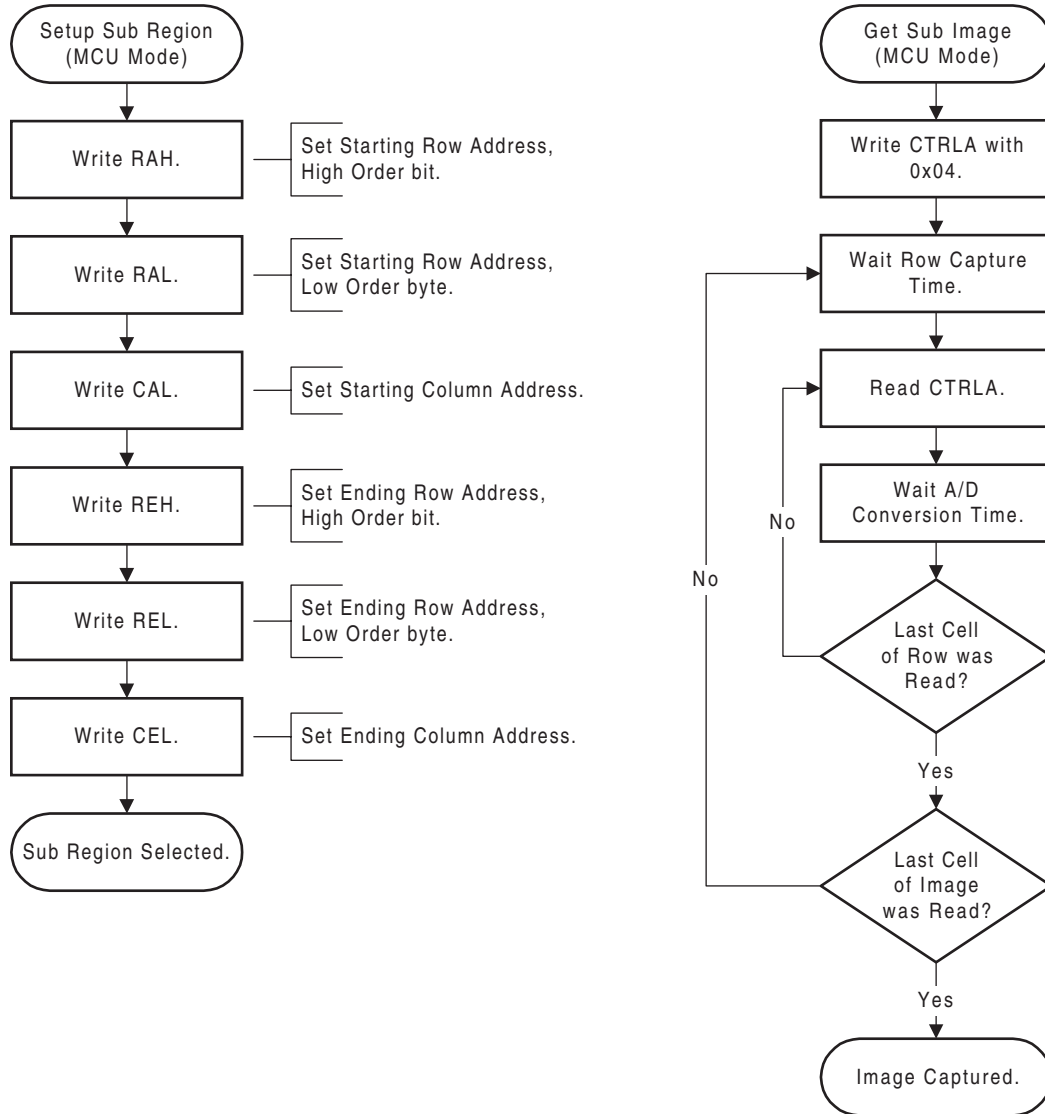 Setup Sub Region
(MCU Mode)
Write RAH.
Set Starting Row Address,
High Order bit.
Write RAL.
Set Starting Row Address,
Low Order byte.
Write CAL.
Set Starting Column Address.
Write REH.
Set Ending Row Address,
High Order bit.
Write REL.
Set Ending Row Address,
Low Order byte.
Write CEL.
Set Ending Column Address.
Sub Region Selected.
Get Sub Image
(MCU Mode)
Write CTRLA with
0x04.
Wait Row Capture
Time.
Read CTRLA.
Wait A/D
Conversion Time.
No
Last Cell
of Row was
Read?
No
Yes
Last Cell
of Image
was Read?
Yes
Image Captured.